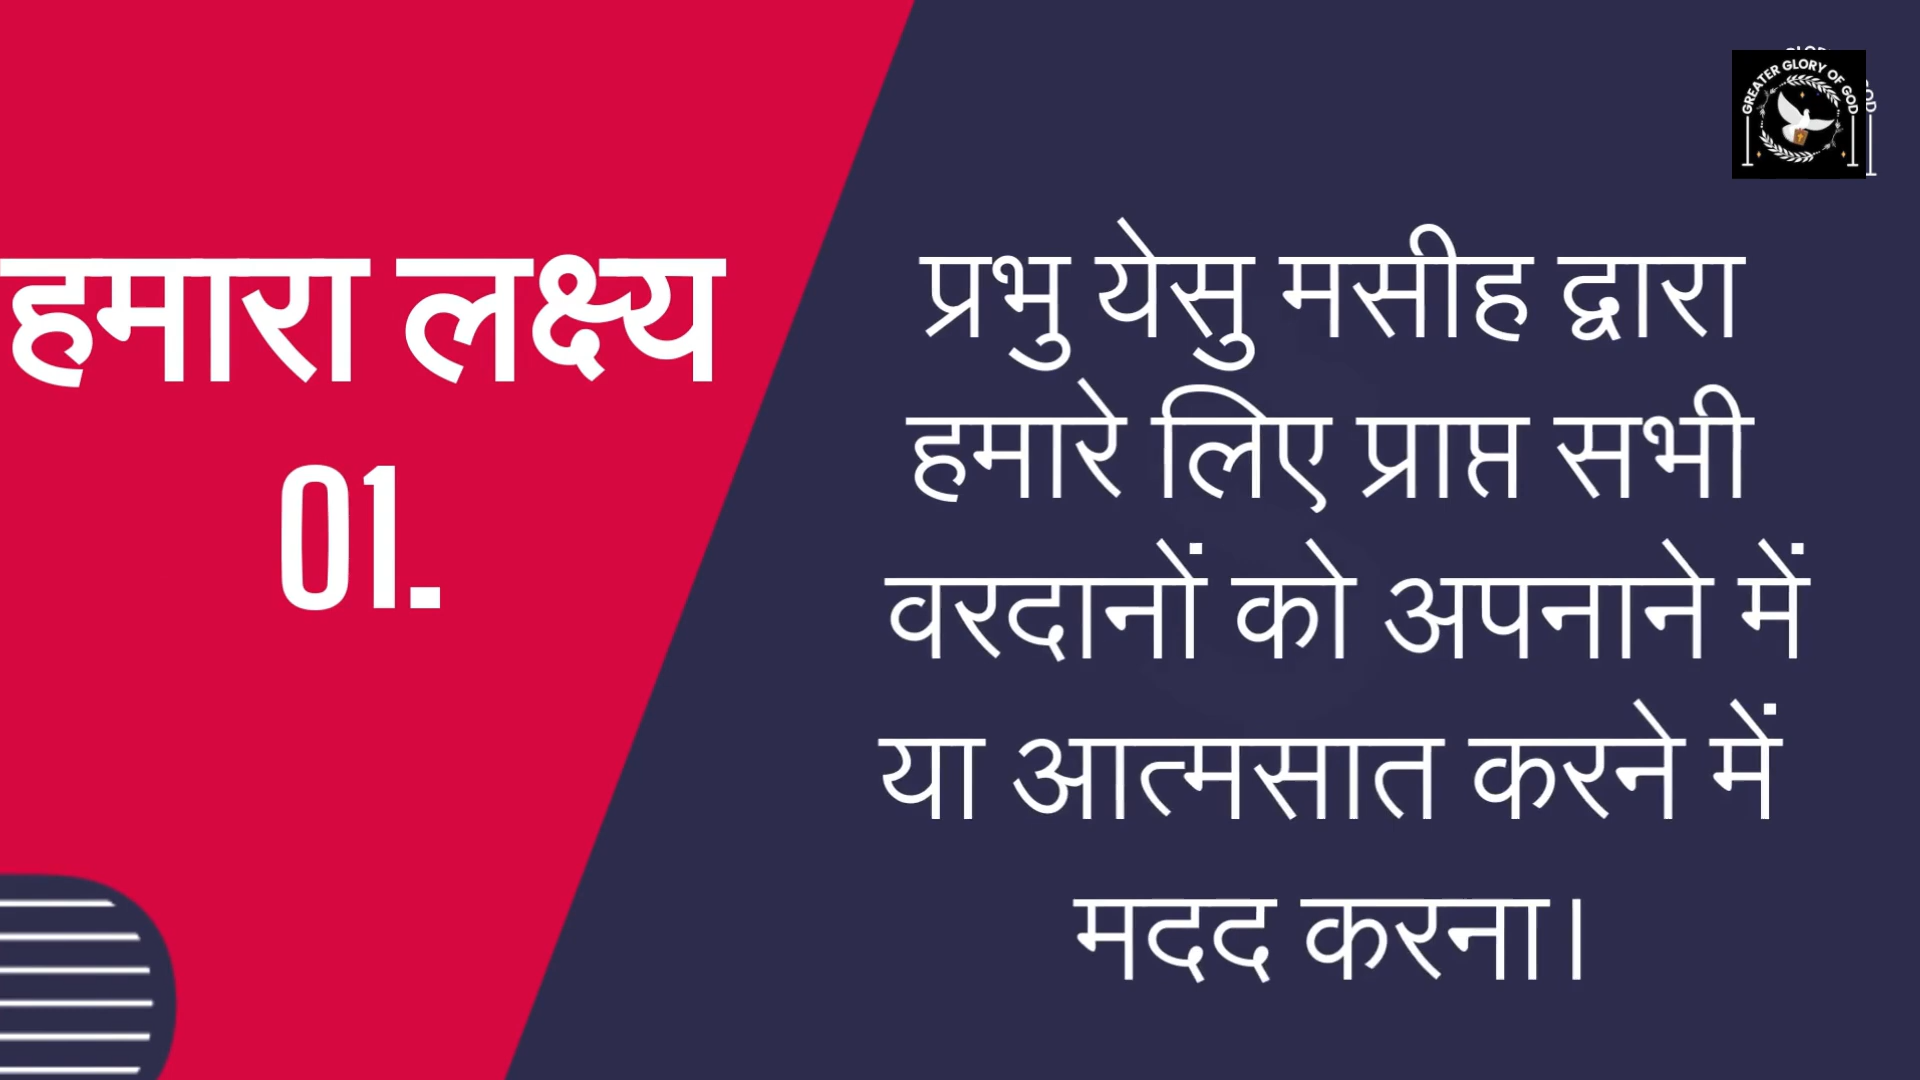 हमारा लक्ष्य
01.
प्रभु येसु मसीह द्वारा
हमारे लिए प्राप्त सभी
वरदानों को अपनाने में
या आत्मसात करने में
मदद करना।
GREATER GLORY OF GOD